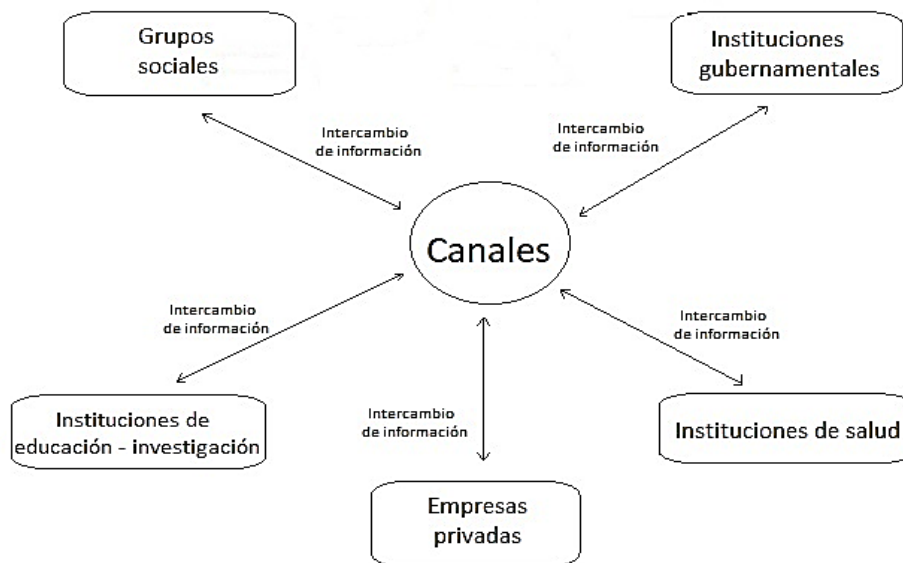 Grupos
sociales
Instituciones
gubernamentales
Intercambio
de información
Intercambio
de información
Canales
Intercambio
de información
Intercambio
de información
Instituciones de
educación - investigación
Intercambio
de información
Instituciones de salud
Empresas
privadas